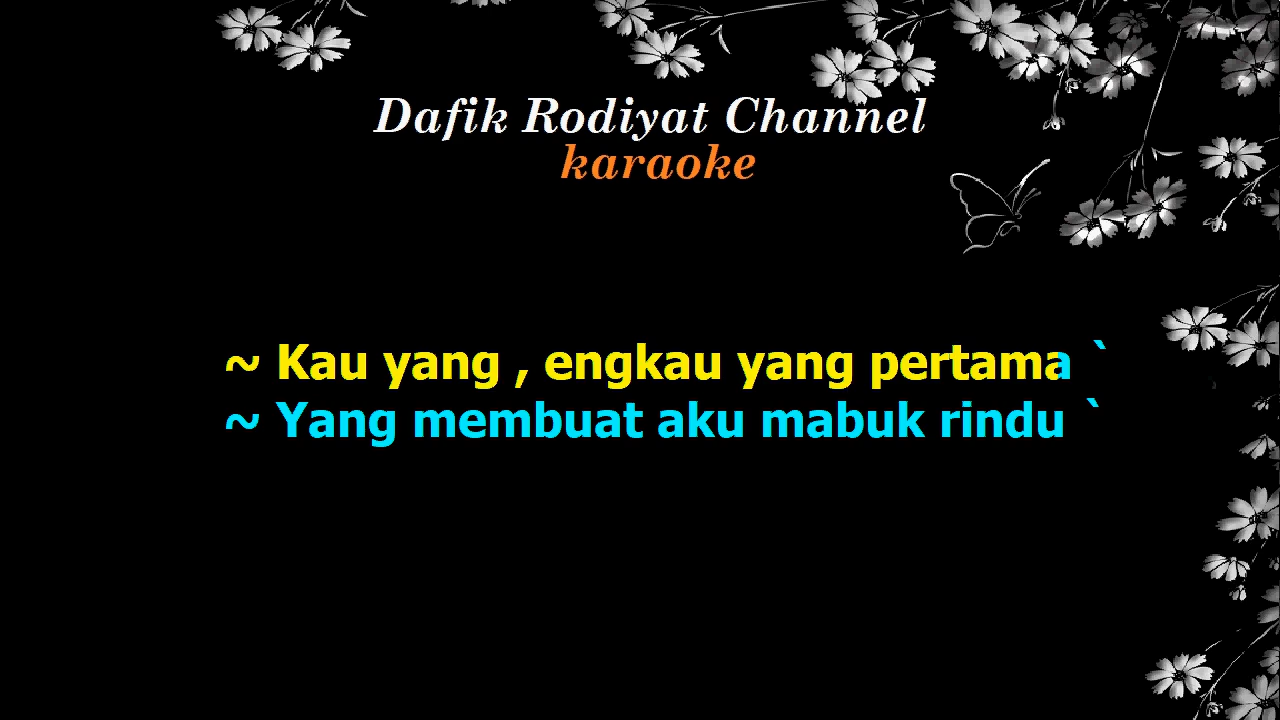 Dafik Rodiyat Channel
karaoke
~ Kau yang , engkau yang pertama `
~ Yang membuat aku mabuk rindu `